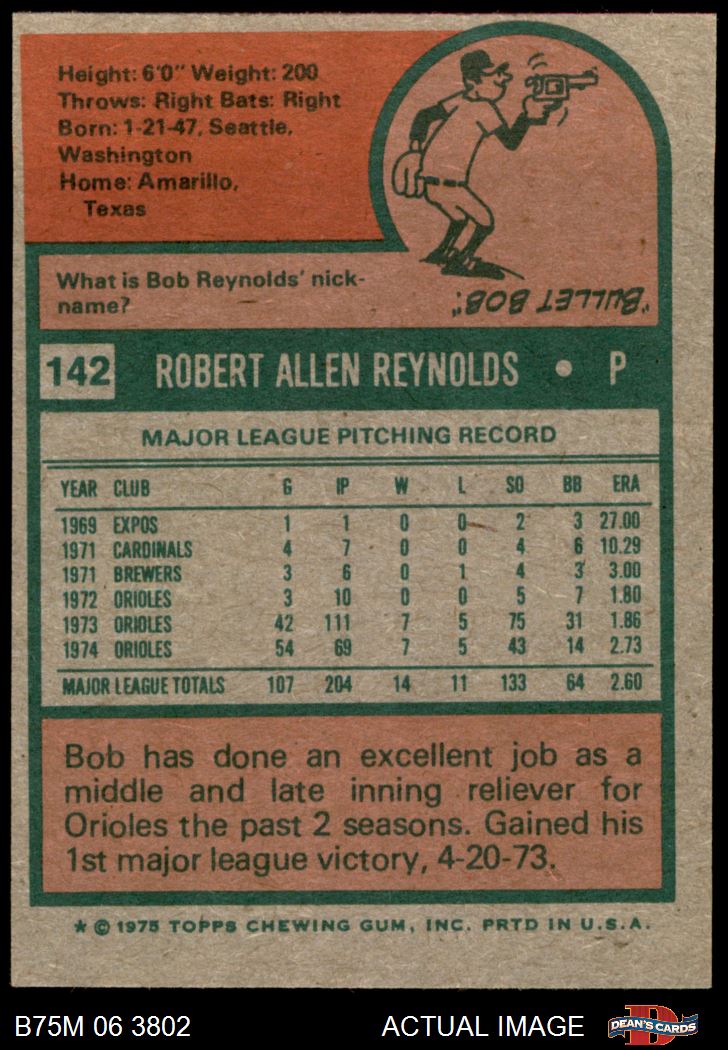 Height: 6'0" Weight: 200
Throws: Right Bats: Right
Born: 1-21-47, Seattle,
Washington
Home: Amarillo,
Texas
What is Bob Reynolds' nick-
name?
"BULLET BOB."
142 ROBERT ALLEN REYNOLDS • P
MAJOR LEAGUE PITCHING RECORD
YEAR CLUB G IP W L SO BB ERA
1969 EXPOS 1 1 0 0 2 3 27.00
1971 CARDINALS 4 7 0 0 4 6 10.29
1971 BREWERS 3 6 0 1 4 3 3.00
1972 ORIOLES 3 10 0 0 5 7 1.80
1973 ORIOLES 42 111 7 5 75 31 1.86
1974 ORIOLES 54 69 7 5 43 14 2.73
MAJOR LEAGUE TOTALS 107 204 14 11 133 64 2.60
Bob has done an excellent job as a
middle and late inning reliever for
Orioles the past 2 seasons. Gained his
1st major league victory, 4-20-73.
* © 1975 TOPPS CHEWING GUM, INC. PRTD IN U.S.A.
B75M 06 3802 ACTUAL IMAGE DEAN'S CARDS